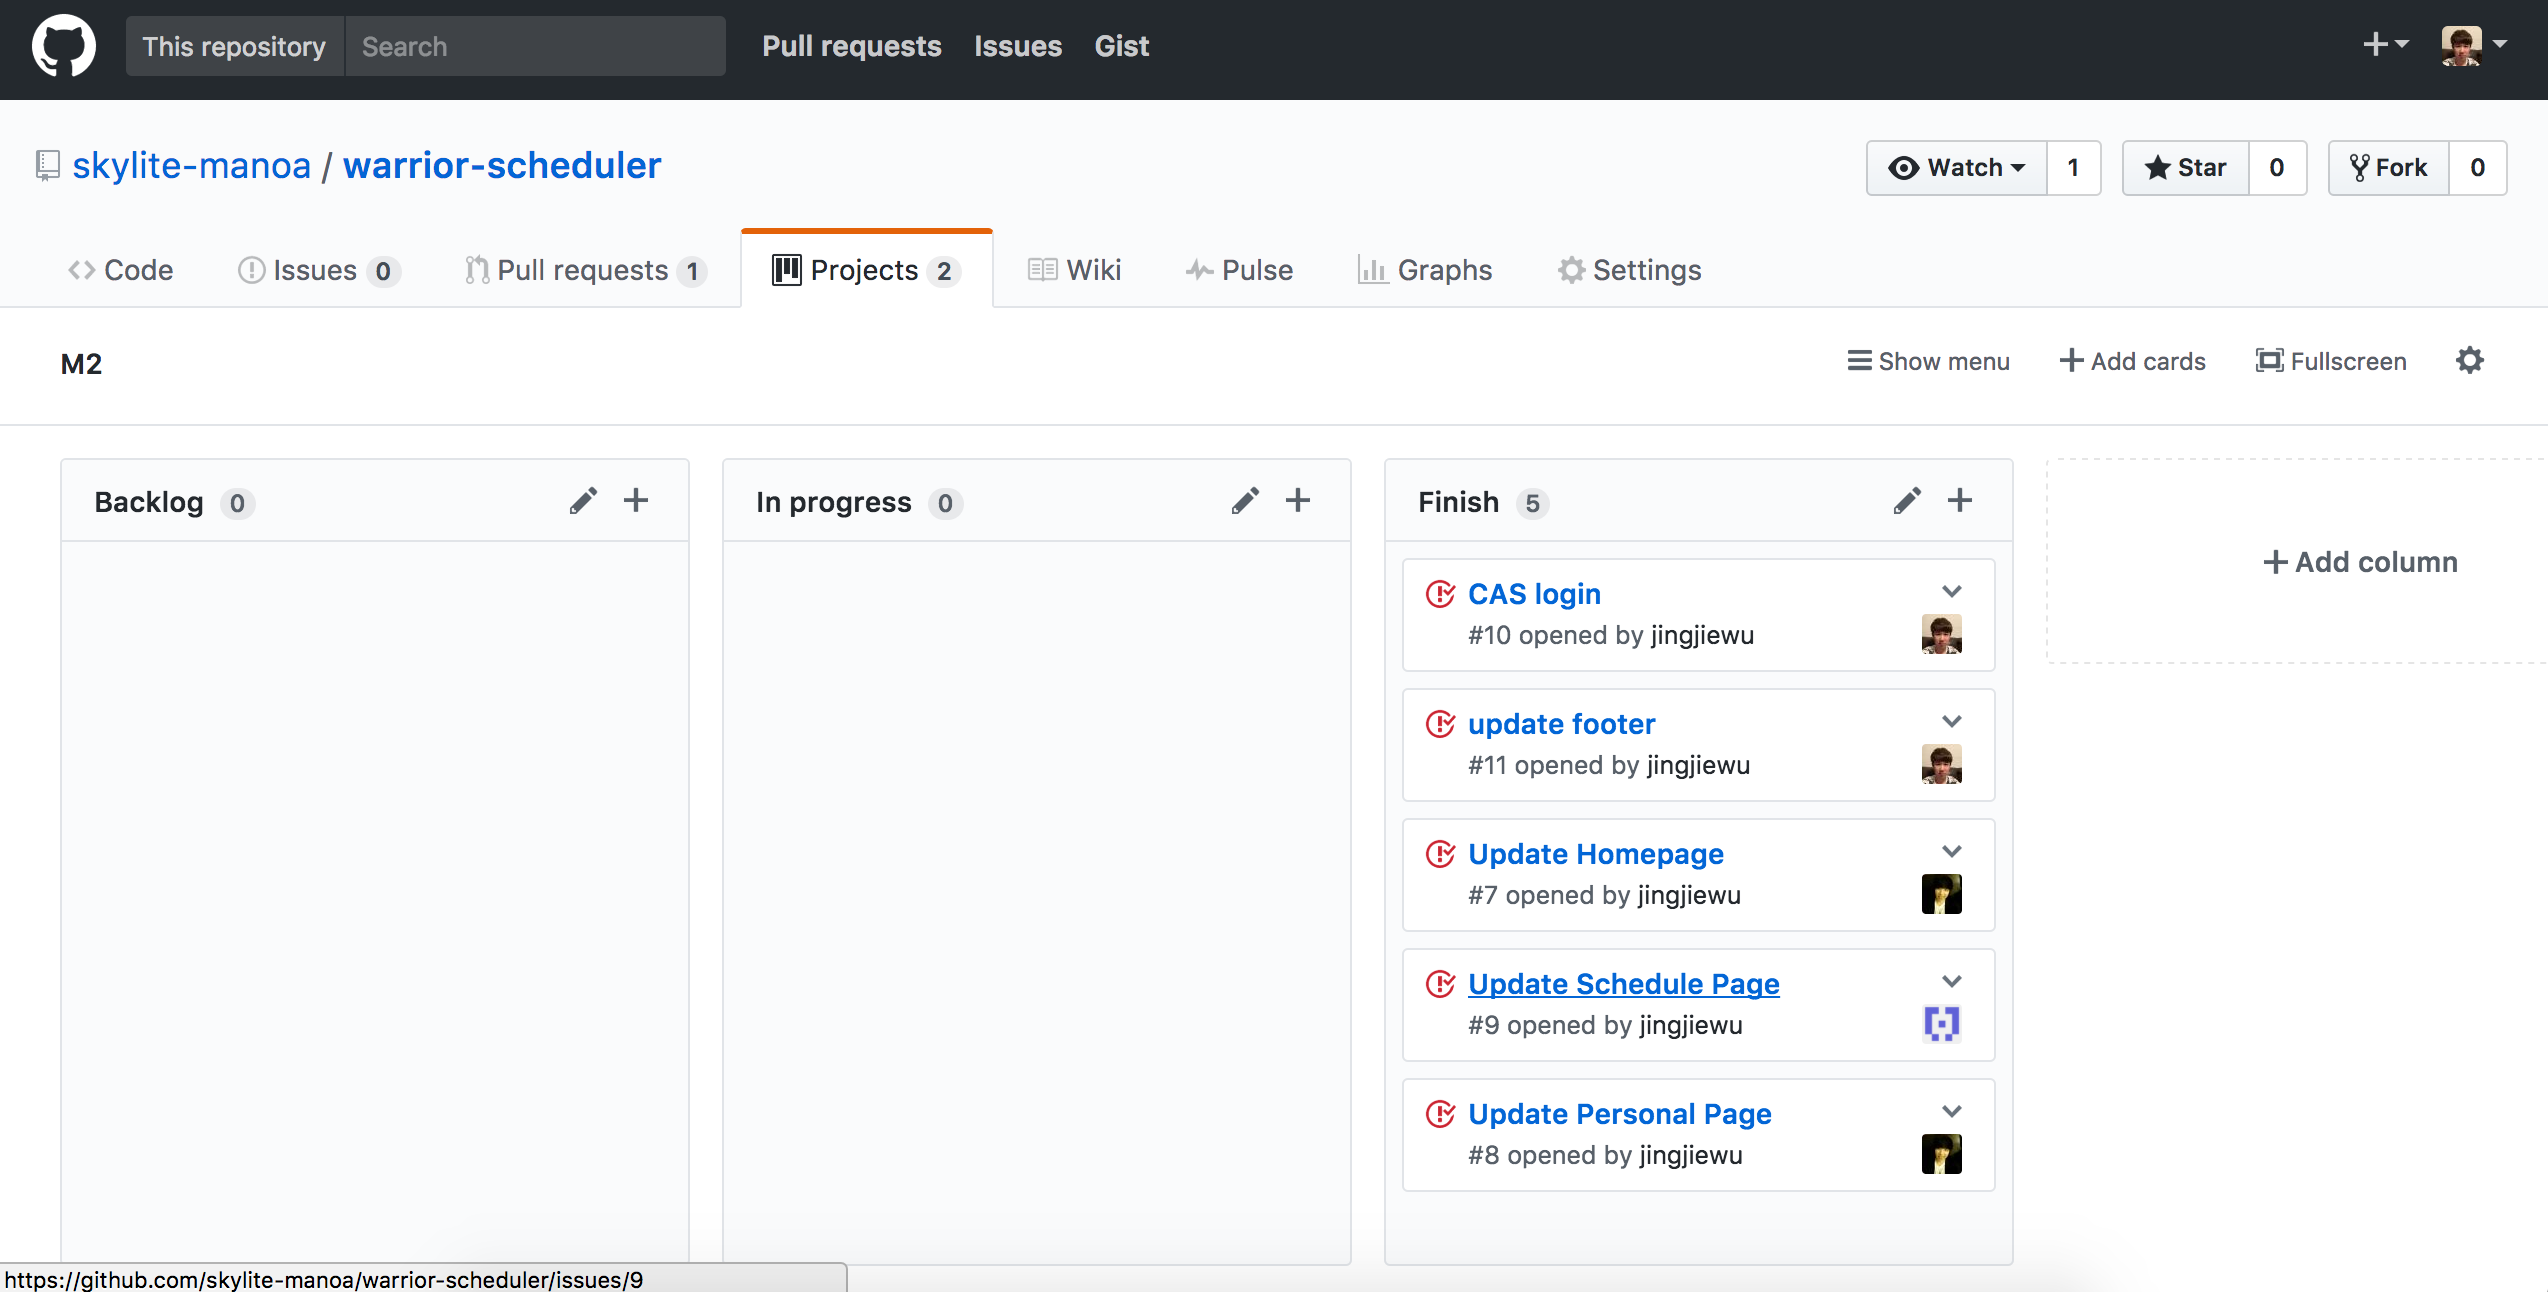 This repository Search Pull requests Issues Gist
skylite-manoa / warrior-scheduler Watch 1 Star 0 Fork 0
Code Issues 0 Pull requests 1 Projects 2 Wiki Pulse Graphs Settings
M2 Show menu Add cards Fullscreen
Backlog 0
In progress 0
Finish 5
CAS login
#10 opened by jingjiewu
update footer
#11 opened by jingjiewu
Update Homepage
#7 opened by jingjiewu
Update Schedule Page
#9 opened by jingjiewu
Update Personal Page
#8 opened by jingjiewu
Add column
https://github.com/skylite-manoa/warrior-scheduler/issues/9